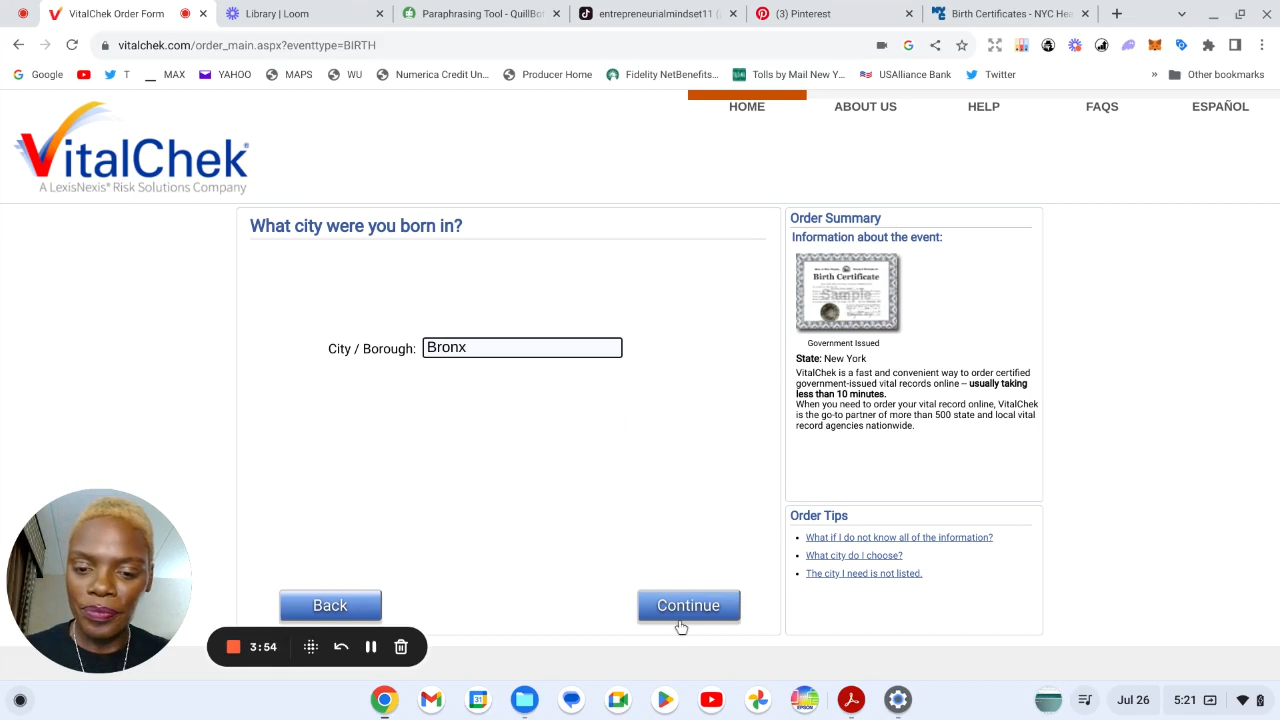 Order VitalChek
Login |
Paraphrasing Tool - QuillBot
entrepreneurialmindset11 (
Pinterest
Birth Certificates - NYC Hea
vitalchek.com/order_main.aspx?eventtype=BIRTH
Google
T
MAX
YAHOO
MAPS
WU
Numerica Credit Un...
Producer Home
Fidelity NetBenefits...
Tolls by Mail New Y...
USAlliance Bank
Twitter
»
Other bookmarks
HOME
ABOUT US
HELP
FAQS
ESPAÑOL
VitalChek®
A LexisNexis® Risk Solutions Company
What city were you born in?
City / Borough: Bronx
Back
Continue
Order Summary
Information about the event:
Birth Certificate
Sample
Government Issued
State: New York
VitalChek is a fast and convenient way to order certified
government-issued vital records online -- usually taking
less than 10 minutes.
When you need to order your vital record online, VitalChek
is the go-to partner of more than 500 state and local vital
record agencies nationwide.
Order Tips
What if I do not know all of the information?
What city do I choose?
The city I need is not listed.
3:54
EPSON
Jul 26
5:21